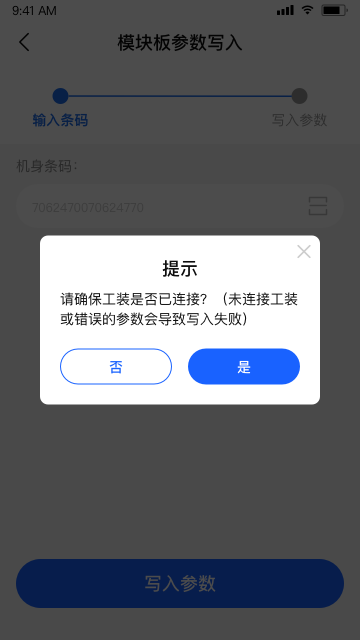 9:41 AM
模块板参数写入
输入条码
写入参数
机身条码：
7062470070624770
提示
请确保工装是否已连接？（未连接工装
或错误的参数会导致写入失败）
否
是
写入参数